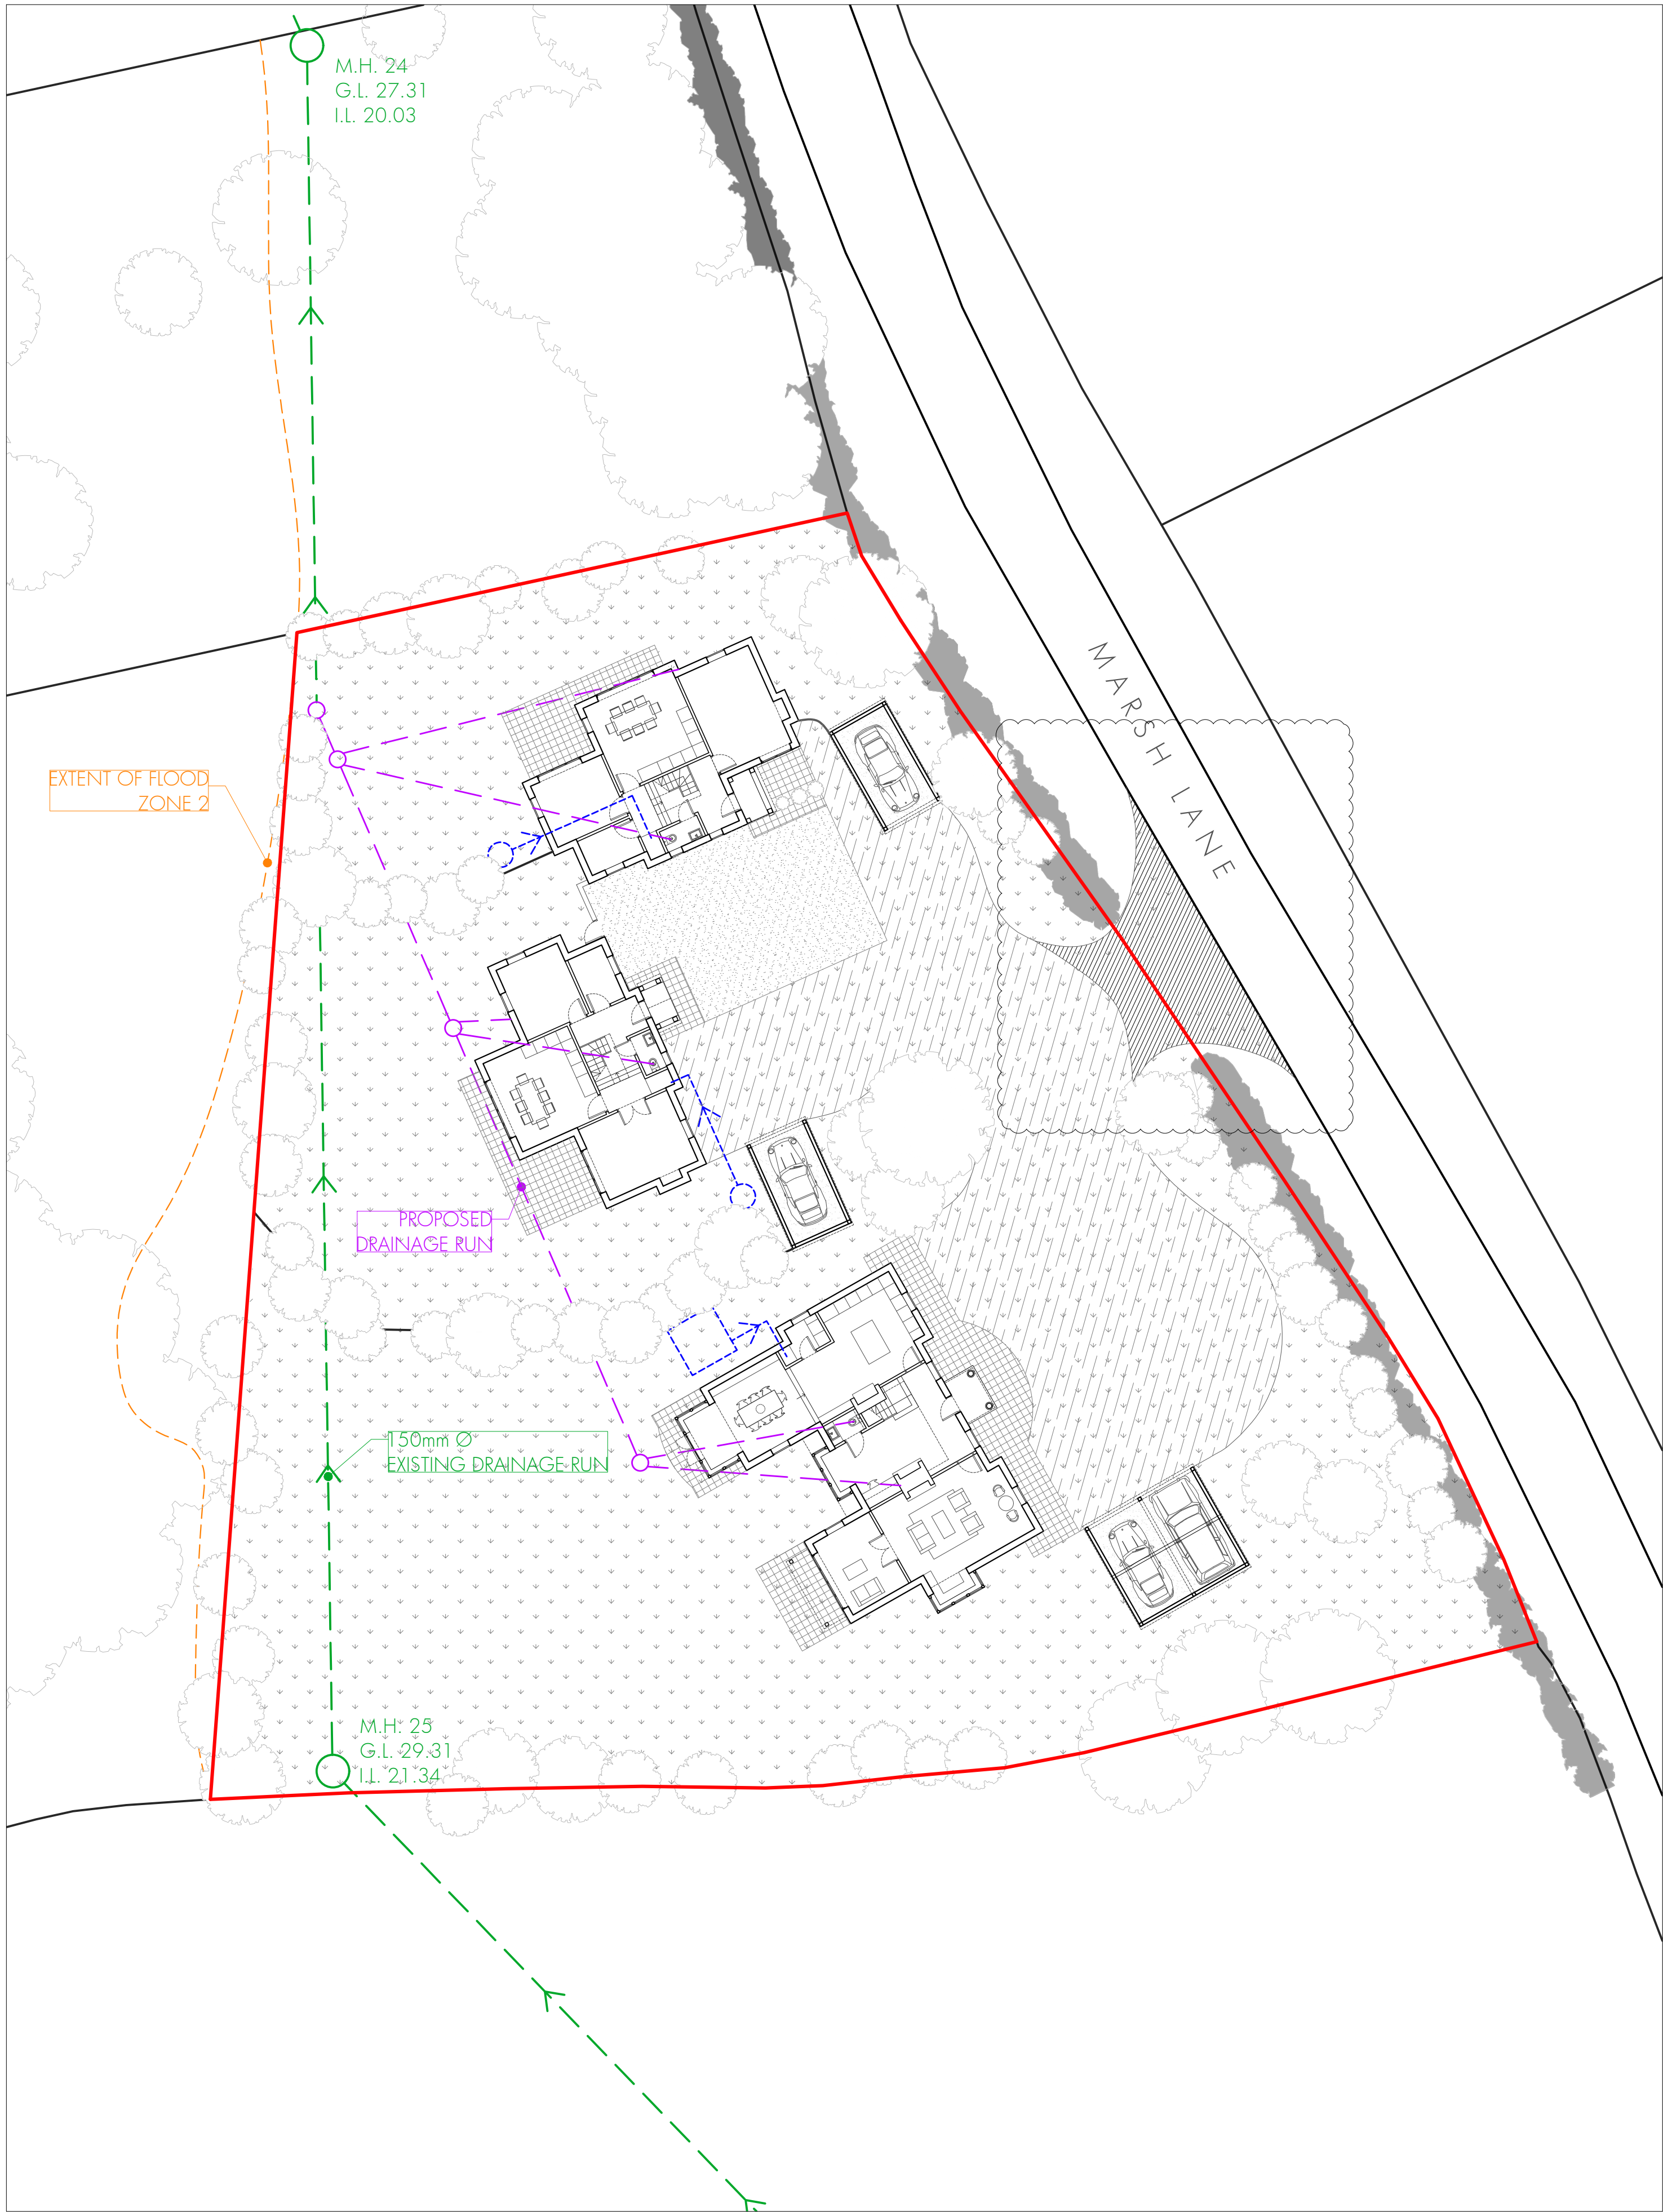 M.H. 24
G.L. 27.31
I.L. 20.03
MARSH LANE
EXTENT OF FLOOD
ZONE 2
PROPOSED
DRAINAGE RUN
150mm Ø
EXISTING DRAINAGE RUN
M.H. 25
G.L. 29.31
I.L. 21.34